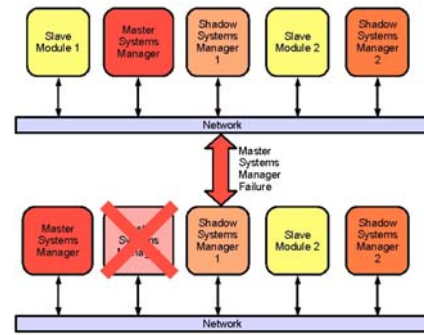 Slave
Module 1
Master
Systems
Manager
Shadow
Systems
Manager
1
Slave
Module 2
Shadow
Systems
Manager
2
Network
Master
Systems
Manager
Failure
Master
Systems
Manager
Systems
Shadow
Systems
Manager
1
Slave
Module 2
Shadow
Systems
Manager
2
Network